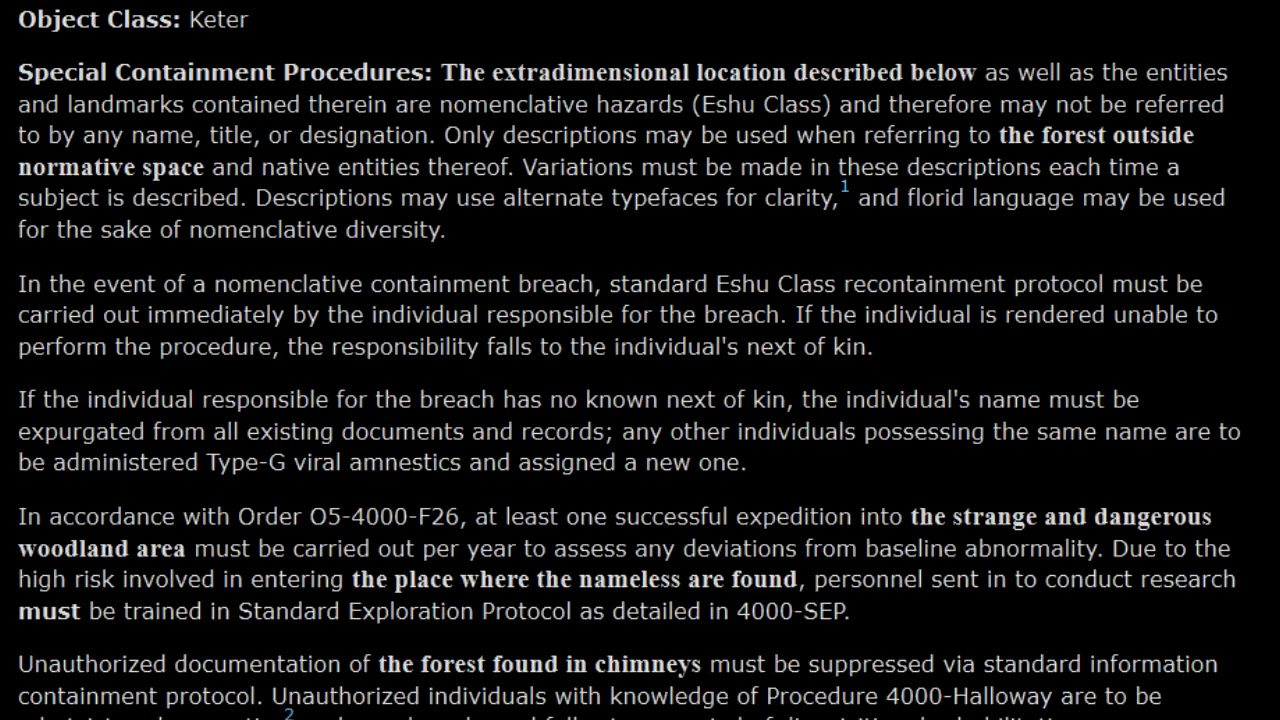 Object Class: Keter
Special Containment Procedures: The extradimensional location described below as well as the entities
and landmarks contained therein are nomenclative hazards (Eshu Class) and therefore may not be referred
to by any name, title, or designation. Only descriptions may be used when referring to the forest outside
normative space and native entities thereof. Variations must be made in these descriptions each time a
subject is described. Descriptions may use alternate typefaces for clarity,1 and florid language may be used
for the sake of nomenclative diversity.
In the event of a nomenclative containment breach, standard Eshu Class recontainment protocol must be
carried out immediately by the individual responsible for the breach. If the individual is rendered unable to
perform the procedure, the responsibility falls to the individual's next of kin.
If the individual responsible for the breach has no known next of kin, the individual's name must be
expurgated from all existing documents and records; any other individuals possessing the same name are to
be administered Type-G viral amnestics and assigned a new one.
In accordance with Order O5-4000-F26, at least one successful expedition into the strange and dangerous
woodland area must be carried out per year to assess any deviations from baseline abnormality. Due to the
high risk involved in entering the place where the nameless are found, personnel sent in to conduct research
must be trained in Standard Exploration Protocol as detailed in 4000-SEP.
Unauthorized documentation of the forest found in chimneys must be suppressed via standard information
containment protocol. Unauthorized individuals with knowledge of Procedure 4000-Halloway are to be
2